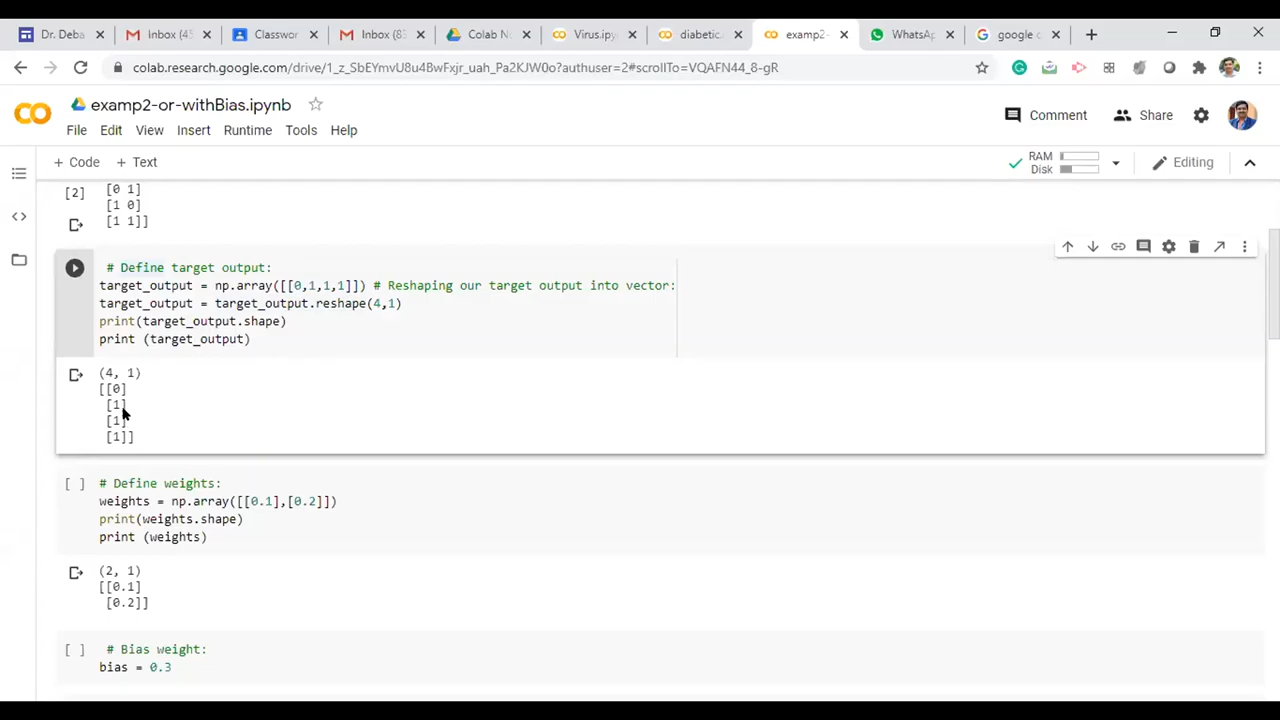 Dr. Deba
Inbox (45
Classwor
Inbox (83
Colab No
Virus.ipy
diabetic.
examp2-
WhatsAp
google c
colab.research.google.com/drive/1_z_SbEYmvU8u4BwFxjr_uah_Pa2KJW0o?authuser=2#scrollTo=VQAFN44_8-gR
examp2-or-withBias.ipynb
File Edit View Insert Runtime Tools Help
Comment
Share
+ Code + Text
RAM
Disk
Editing
[2]
[0 1]
[1 0]
[1 1]]
# Define target output:
target_output = np.array([[0,1,1,1]]) # Reshaping our target output into vector:
target_output = target_output.reshape(4,1)
print(target_output.shape)
print (target_output)
(4, 1)
[[0]
[1]
[1]
[1]]
[ ] # Define weights:
weights = np.array([[0.1],[0.2]])
print(weights.shape)
print (weights)
(2, 1)
[[0.1]
[0.2]]
[ ] # Bias weight:
bias = 0.3